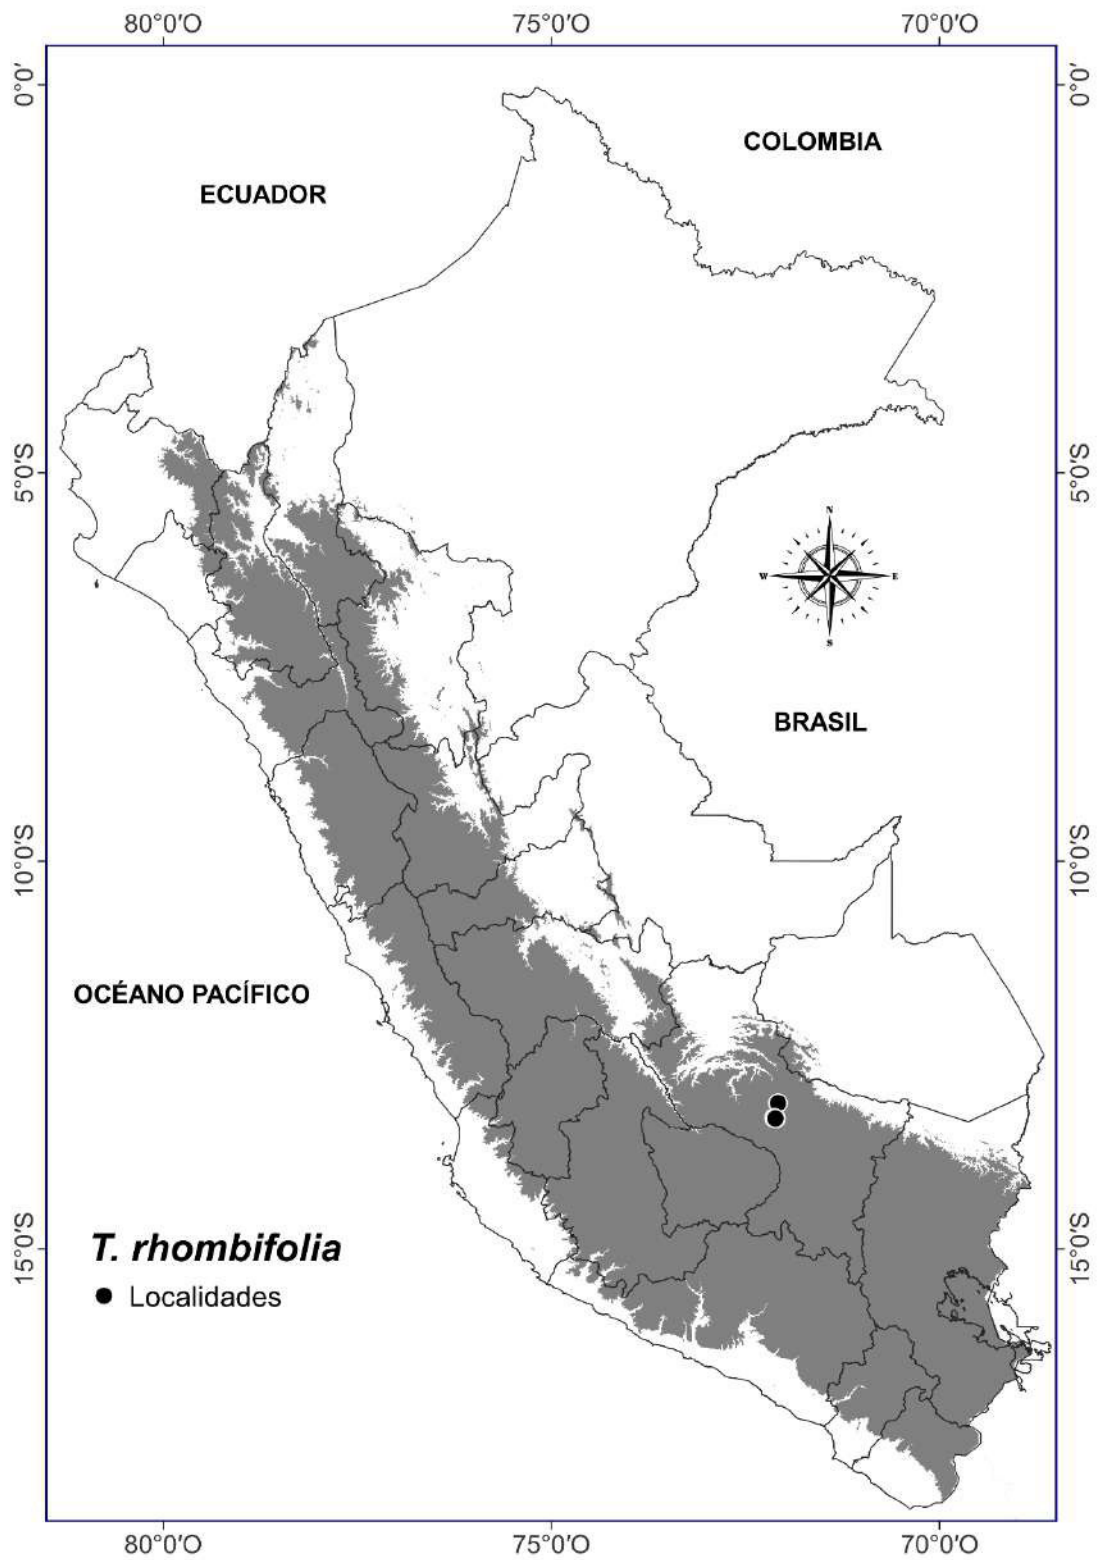 80°0′O 75°0′O 70°0′O
0°0′ 0°0′
COLOMBIA
ECUADOR
5°0′S 5°0′S
N
W E
S
BRASIL
10°0′S 10°0′S
OCÉANO PACÍFICO
15°0′S 15°0′S
T. rhombifolia
Localidades
80°0′O 75°0′O 70°0′O